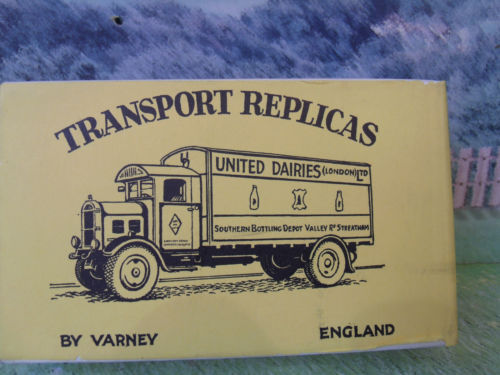 TRANSPORT REPLICAS
UNITED DAIRIES (LONDON) LTD
SOUTHERN BOTTLING DEPOT VALLEY RD STREATHAM
BY VARNEY
ENGLAND